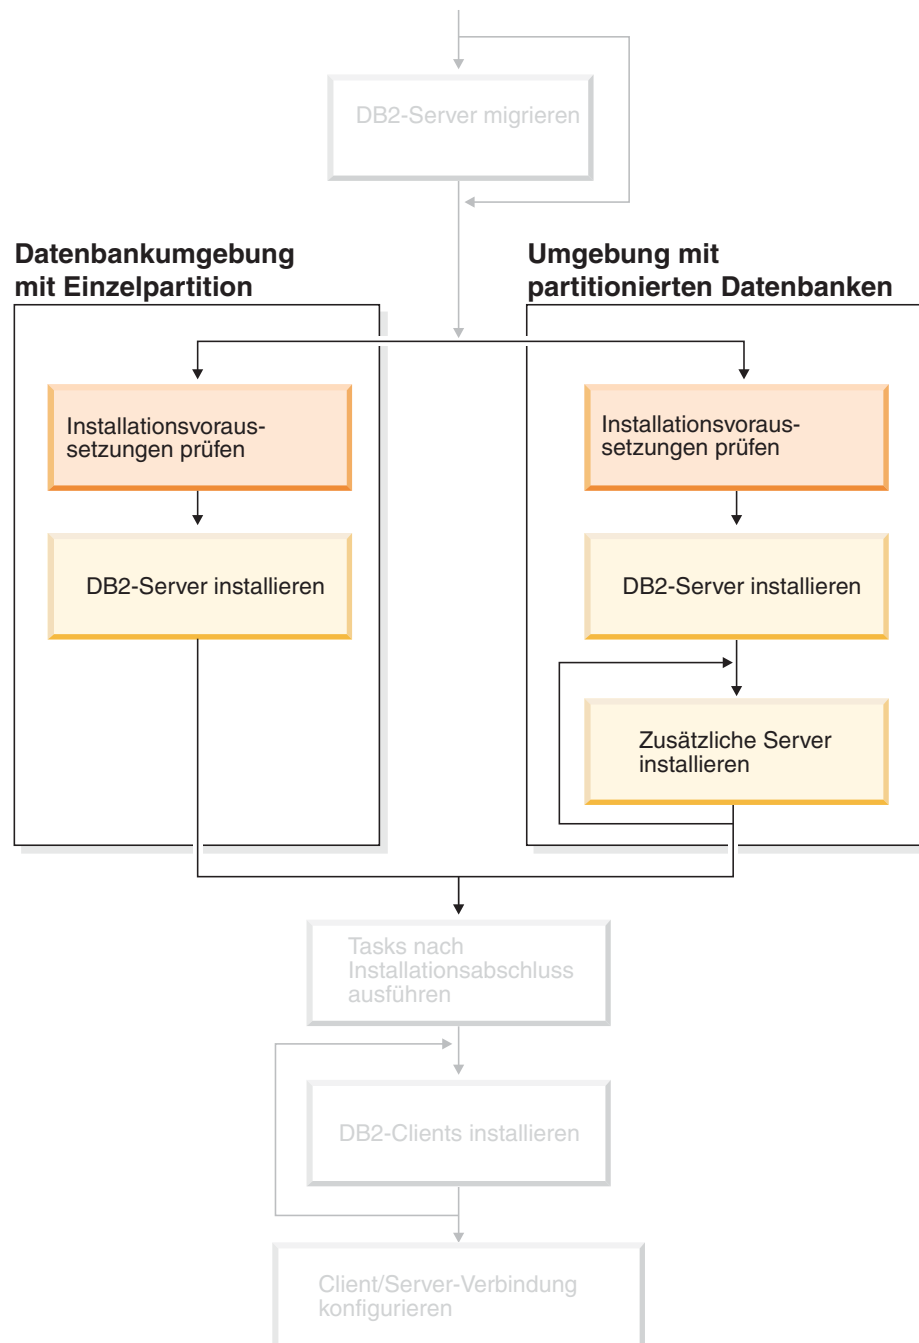 DB2-Server migrieren
Datenbankumgebung
mit Einzelpartition
Umgebung mit
partitionierten Datenbanken
Installationsvoraus-
setzungen prüfen
Installationsvoraus-
setzungen prüfen
DB2-Server installieren
DB2-Server installieren
Zusätzliche Server
installieren
Tasks nach
Installationsabschluss
ausführen
DB2-Clients installieren
Client/Server-Verbindung
konfigurieren